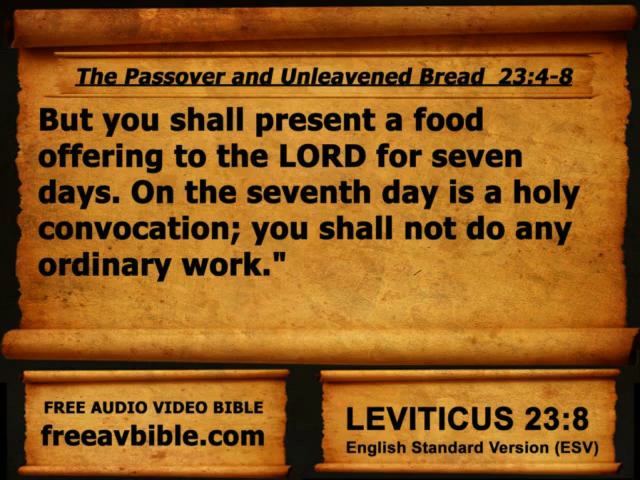 The Passover and Unleavened Bread  23:4-8
But you shall present a food
offering to the LORD for seven
days. On the seventh day is a holy
convocation; you shall not do any
ordinary work."
FREE AUDIO VIDEO BIBLE
freeavbible.com
LEVITICUS 23:8
English Standard Version (ESV)